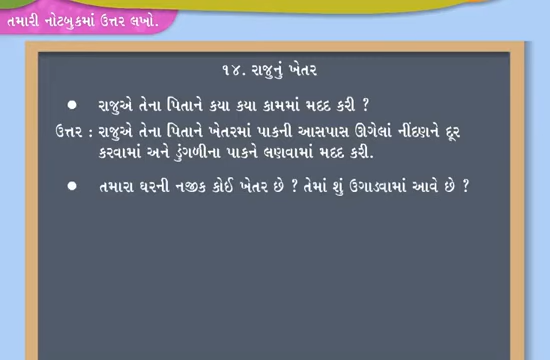 તમારી નોટબુકમાં ઉત્તર લખો.
૧૪. રાજુનું ખેતર
● રાજુએ તેના પિતાને કયા કયા કામમાં મદદ કરી ?
ઉત્તર : રાજુએ તેના પિતાને ખેતરમાં પાકની આસપાસ ઊગેલાં નીંદણને દૂર
કરવામાં અને ડુંગળીના પાકને લણવામાં મદદ કરી.
● તમારા ઘરની નજીક કોઈ ખેતર છે ? તેમાં શું ઉગાડવામાં આવે છે ?